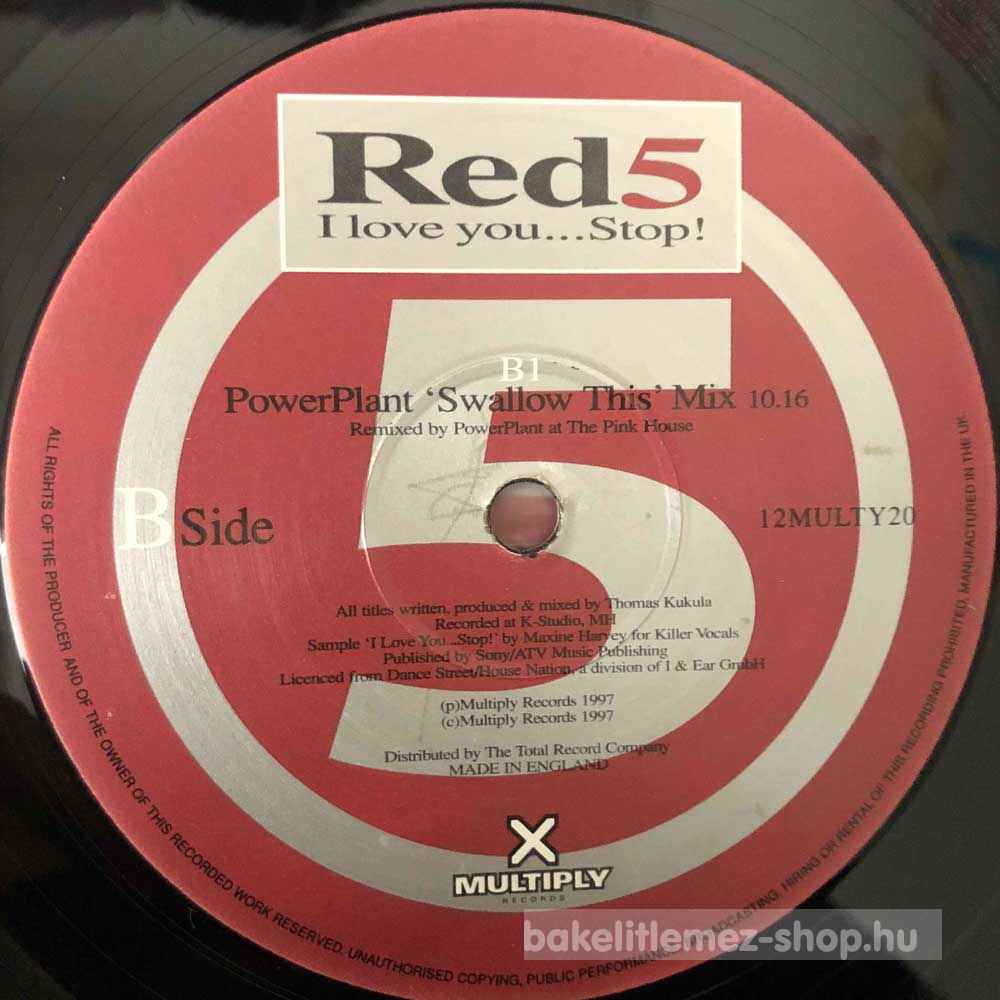 Red5
I love you...Stop!
B1
PowerPlant ‘Swallow This’ Mix 10.16
Remixed by PowerPlant at The Pink House
B Side
12MULTY20
5
All titles written, produced & mixed by Thomas Kukula
Recorded at K-Studio, MH
Sample ‘I Love You...Stop!’ by Maxine Harvey for Killer Vocals
Published by Sony/ATV Music Publishing
Licenced from Dance Street/House Nation, a division of I & Ear GmbH
(p)Multiply Records 1997
(c)Multiply Records 1997
Distributed by The Total Record Company
MADE IN ENGLAND
X
MULTIPLY
RECORDS
ALL RIGHTS OF THE PRODUCER AND OF THE OWNER OF THIS RECORDED WORK RESERVED. UNAUTHORISED COPYING, PUBLIC PERFORMANCE, BROADCASTING, HIRING OR RENTAL OF THIS RECORDING PROHIBITED. MANUFACTURED IN THE UK.
bakelitlemez-shop.hu